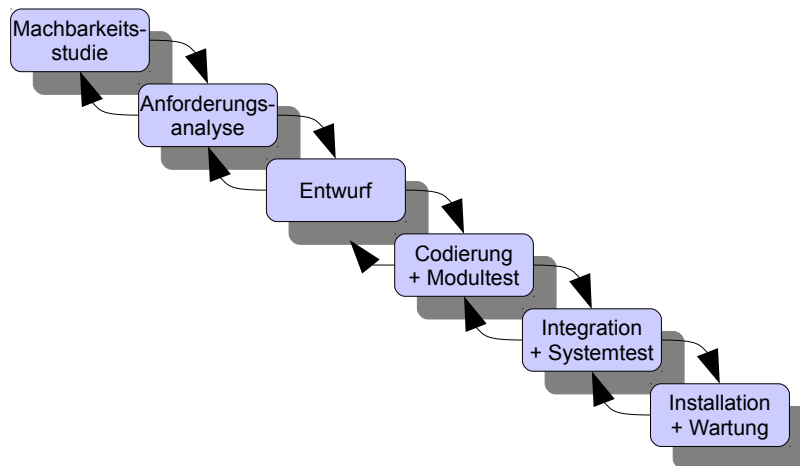 Machbarkeits-
studie
Anforderungs-
analyse
Entwurf
Codierung
+ Modultest
Integration
+ Systemtest
Installation
+ Wartung